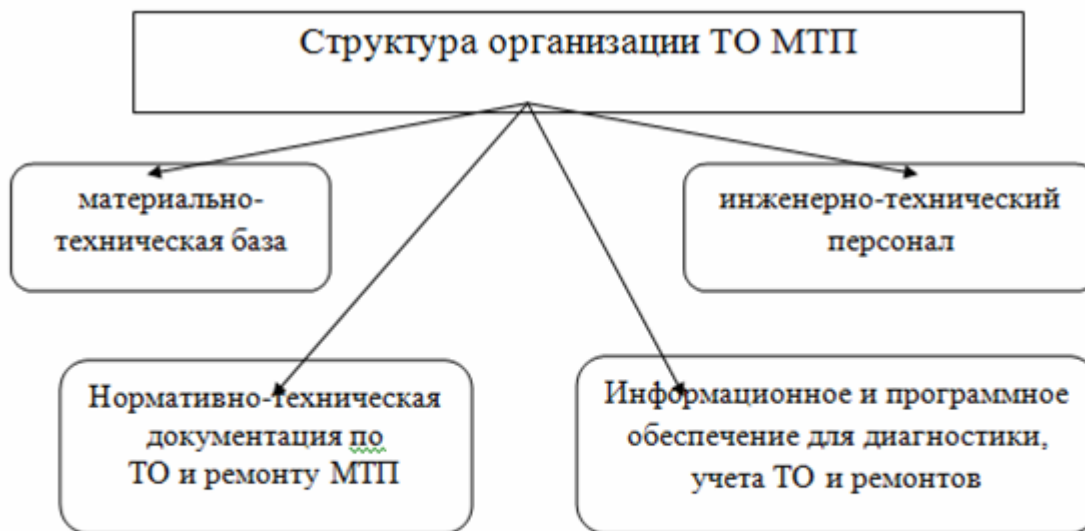 Структура организации ТО МТП
материально-
техническая база
инженерно-технический
персонал
Нормативно-техническая
документация по
ТО и ремонту МТП
Информационное и программное
обеспечение для диагностики,
учета ТО и ремонтов